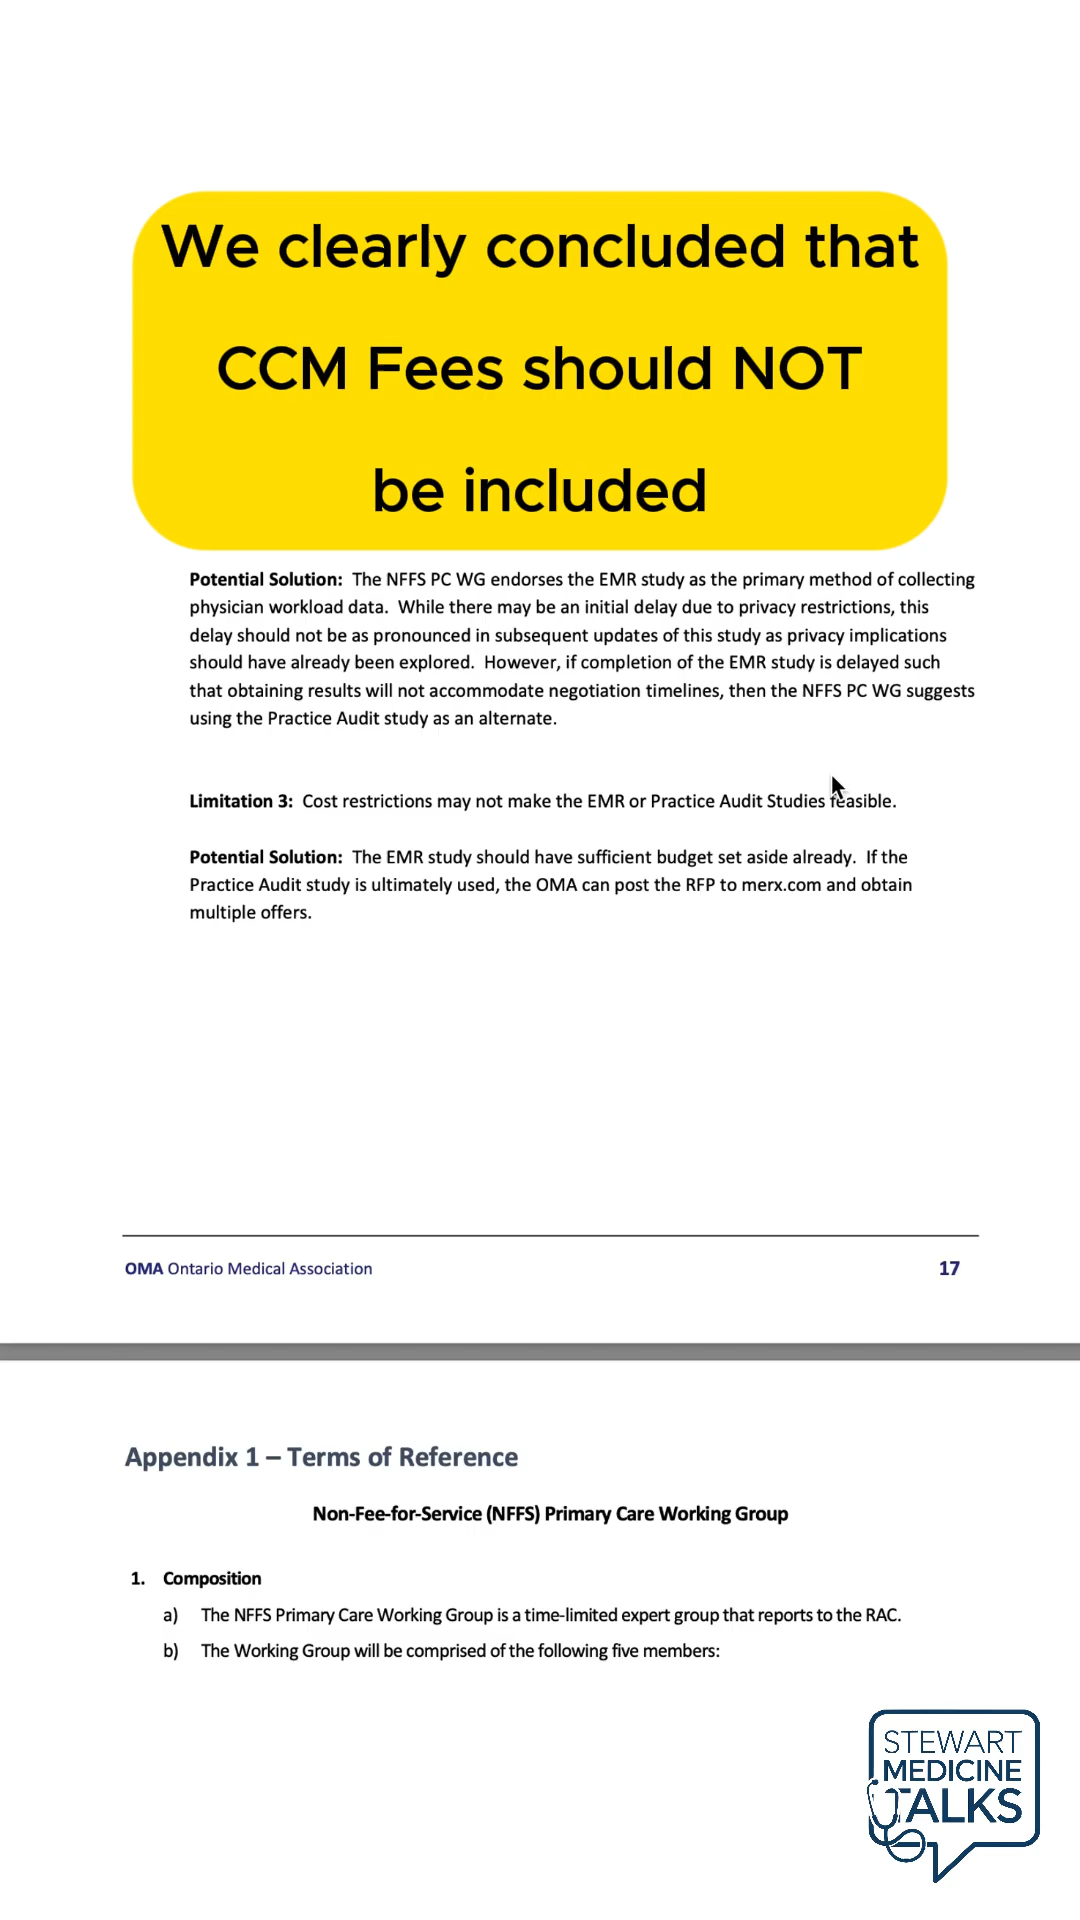 We clearly concluded that
CCM Fees should NOT
be included
Potential Solution: The NFFS PC WG endorses the EMR study as the primary method of collecting
physician workload data. While there may be an initial delay due to privacy restrictions, this
delay should not be as pronounced in subsequent updates of this study as privacy implications
should have already been explored. However, if completion of the EMR study is delayed such
that obtaining results will not accommodate negotiation timelines, then the NFFS PC WG suggests
using the Practice Audit study as an alternate.
Limitation 3: Cost restrictions may not make the EMR or Practice Audit Studies feasible.
Potential Solution: The EMR study should have sufficient budget set aside already. If the
Practice Audit study is ultimately used, the OMA can post the RFP to merx.com and obtain
multiple offers.
OMA Ontario Medical Association 17
Appendix 1 – Terms of Reference
Non-Fee-for-Service (NFFS) Primary Care Working Group
1. Composition
a) The NFFS Primary Care Working Group is a time-limited expert group that reports to the RAC.
b) The Working Group will be comprised of the following five members:
STEWART
MEDICINE
TALKS